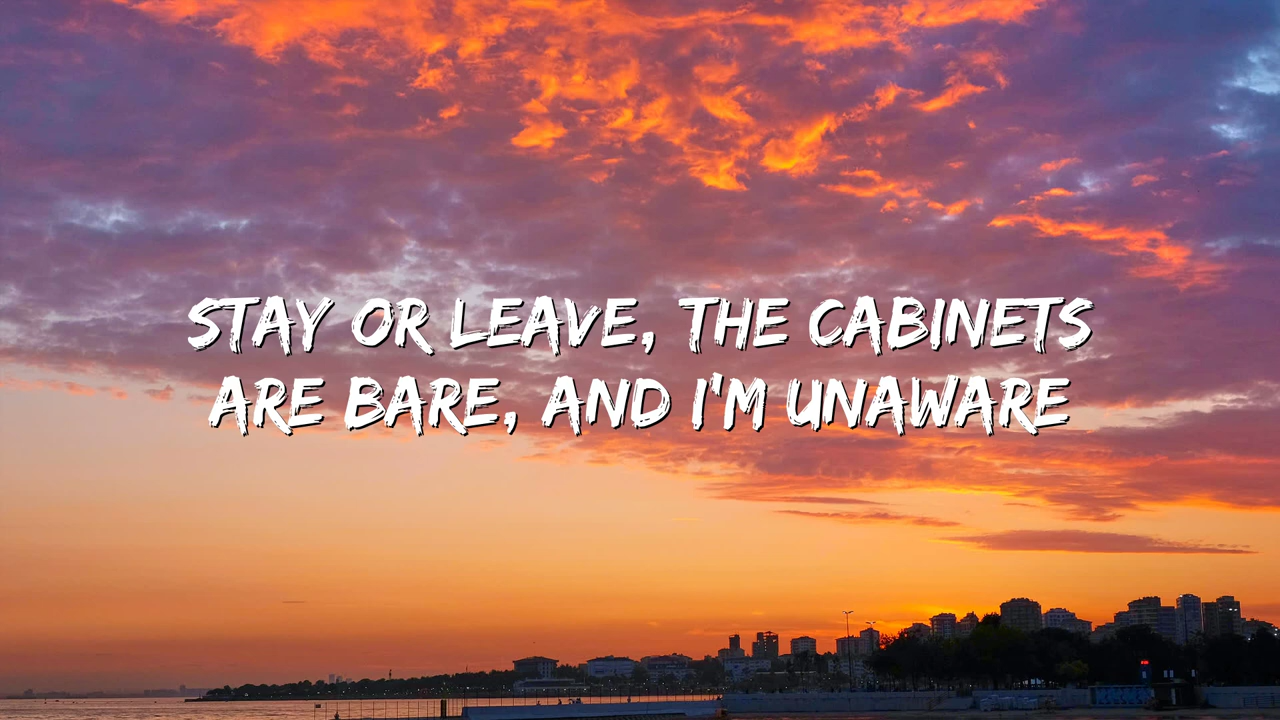 STAY OR LEAVE, THE CABINETS
ARE BARE, AND I'M UNAWARE